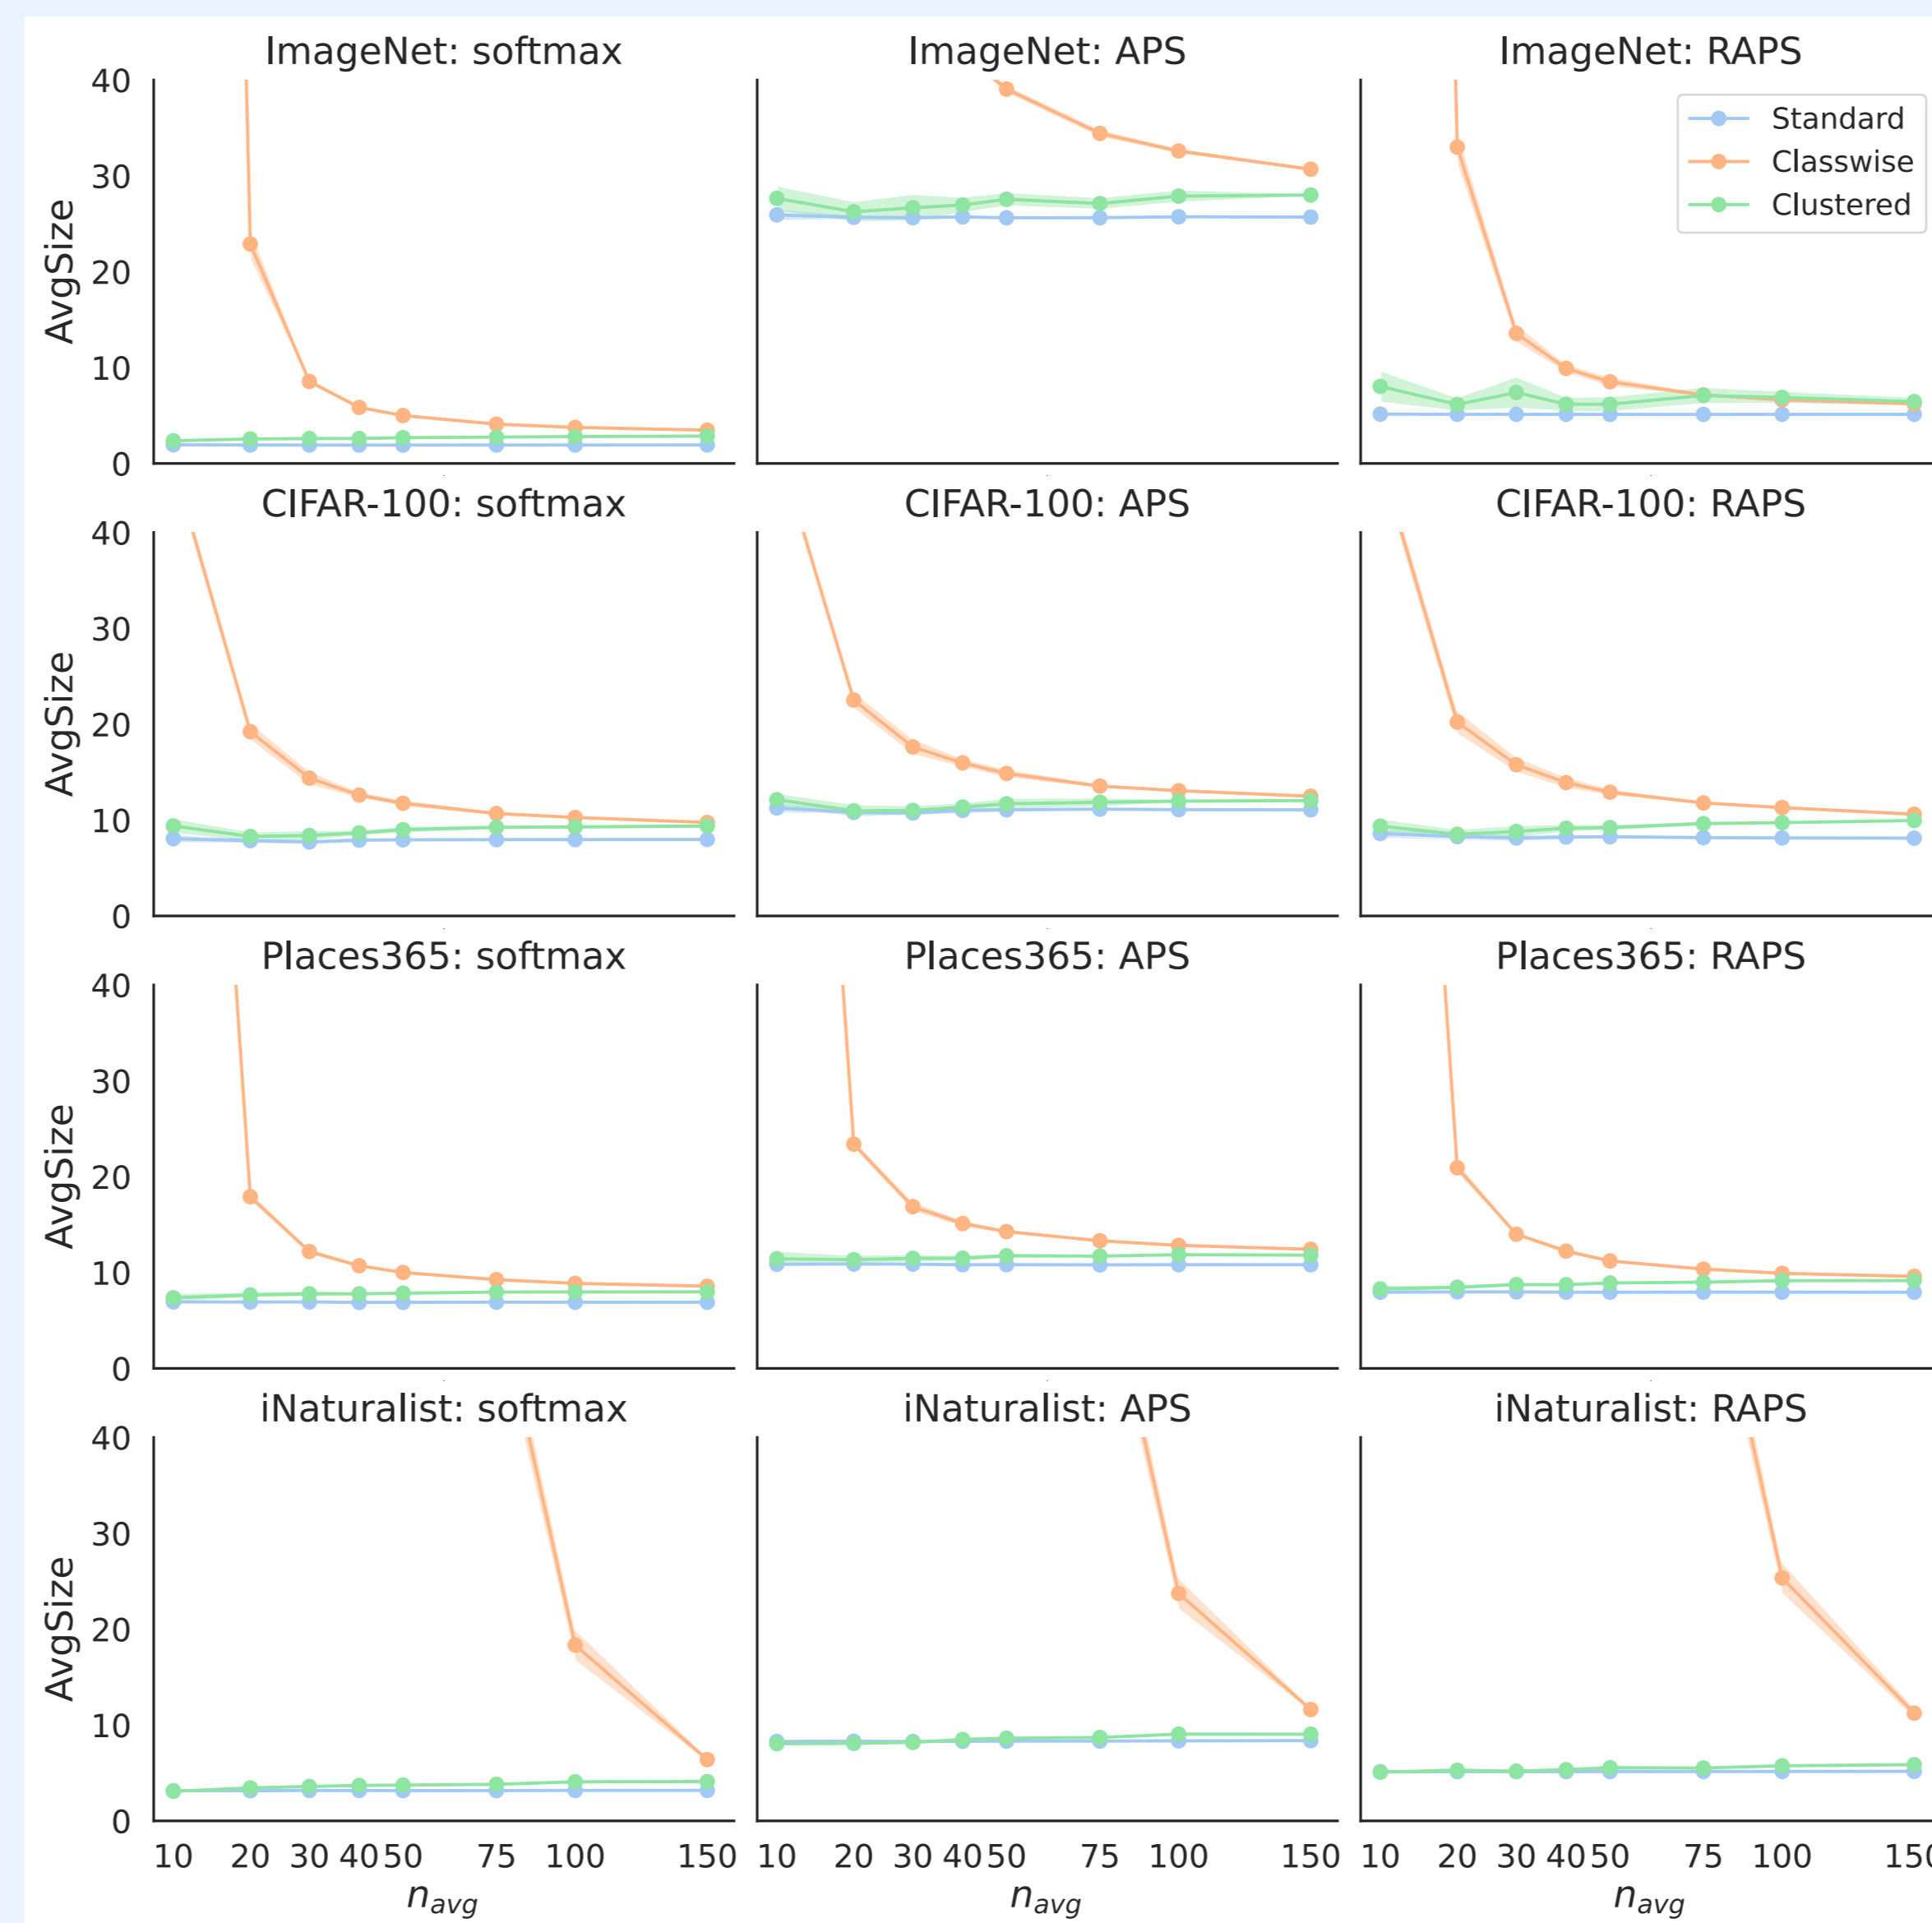 ImageNet: softmax
ImageNet: APS
ImageNet: RAPS
40
30
20
10
0
AvgSize
Standard
Classwise
Clustered
CIFAR-100: softmax
CIFAR-100: APS
CIFAR-100: RAPS
40
30
20
10
0
AvgSize
Places365: softmax
Places365: APS
Places365: RAPS
40
30
20
10
0
AvgSize
iNaturalist: softmax
iNaturalist: APS
iNaturalist: RAPS
40
30
20
10
0
AvgSize
10 20 30 40 50 75 100 150
10 20 30 40 50 75 100 150
10 20 30 40 50 75 100 150
n_avg
n_avg
n_avg